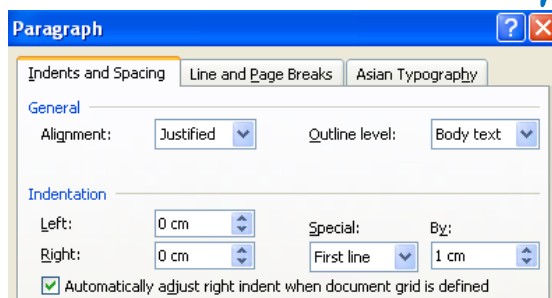 Paragraph
Indents and Spacing Line and Page Breaks Asian Typography
General
Alignment: Justified Outline level: Body text
Indentation
Left: 0 cm Special: By:
Right: 0 cm First line 1 cm
Automatically adjust right indent when document grid is defined